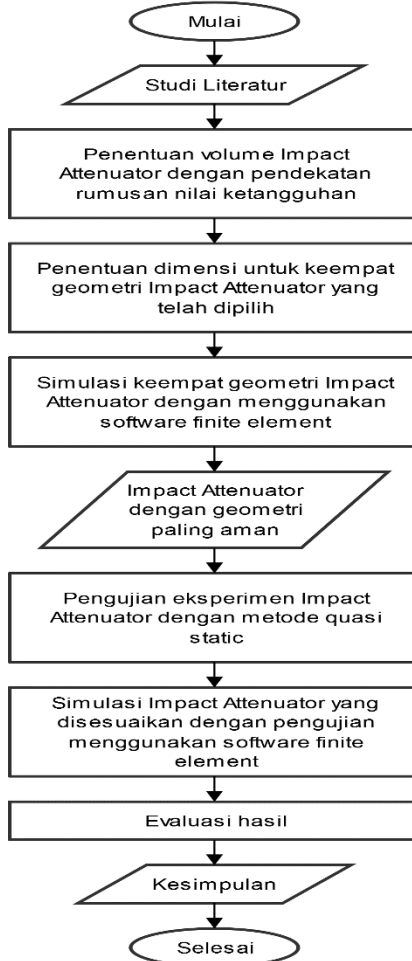 Mulai
Studi Literatur
Penentuan volume Impact
Attenuator dengan pendekatan
rumusan nilai ketangguhan
Penentuan dimensi untuk keempat
geometri Impact Attenuator yang
telah dipilih
Simulasi keempat geometri Impact
Attenuator dengan menggunakan
software finite element
Impact Attenuator
dengan geometri
paling aman
Pengujian eksperimen Impact
Attenuator dengan metode quasi
static
Simulasi Impact Attenuator yang
disesuaikan dengan pengujian
menggunakan software finite
element
Evaluasi hasil
Kesimpulan
Selesai